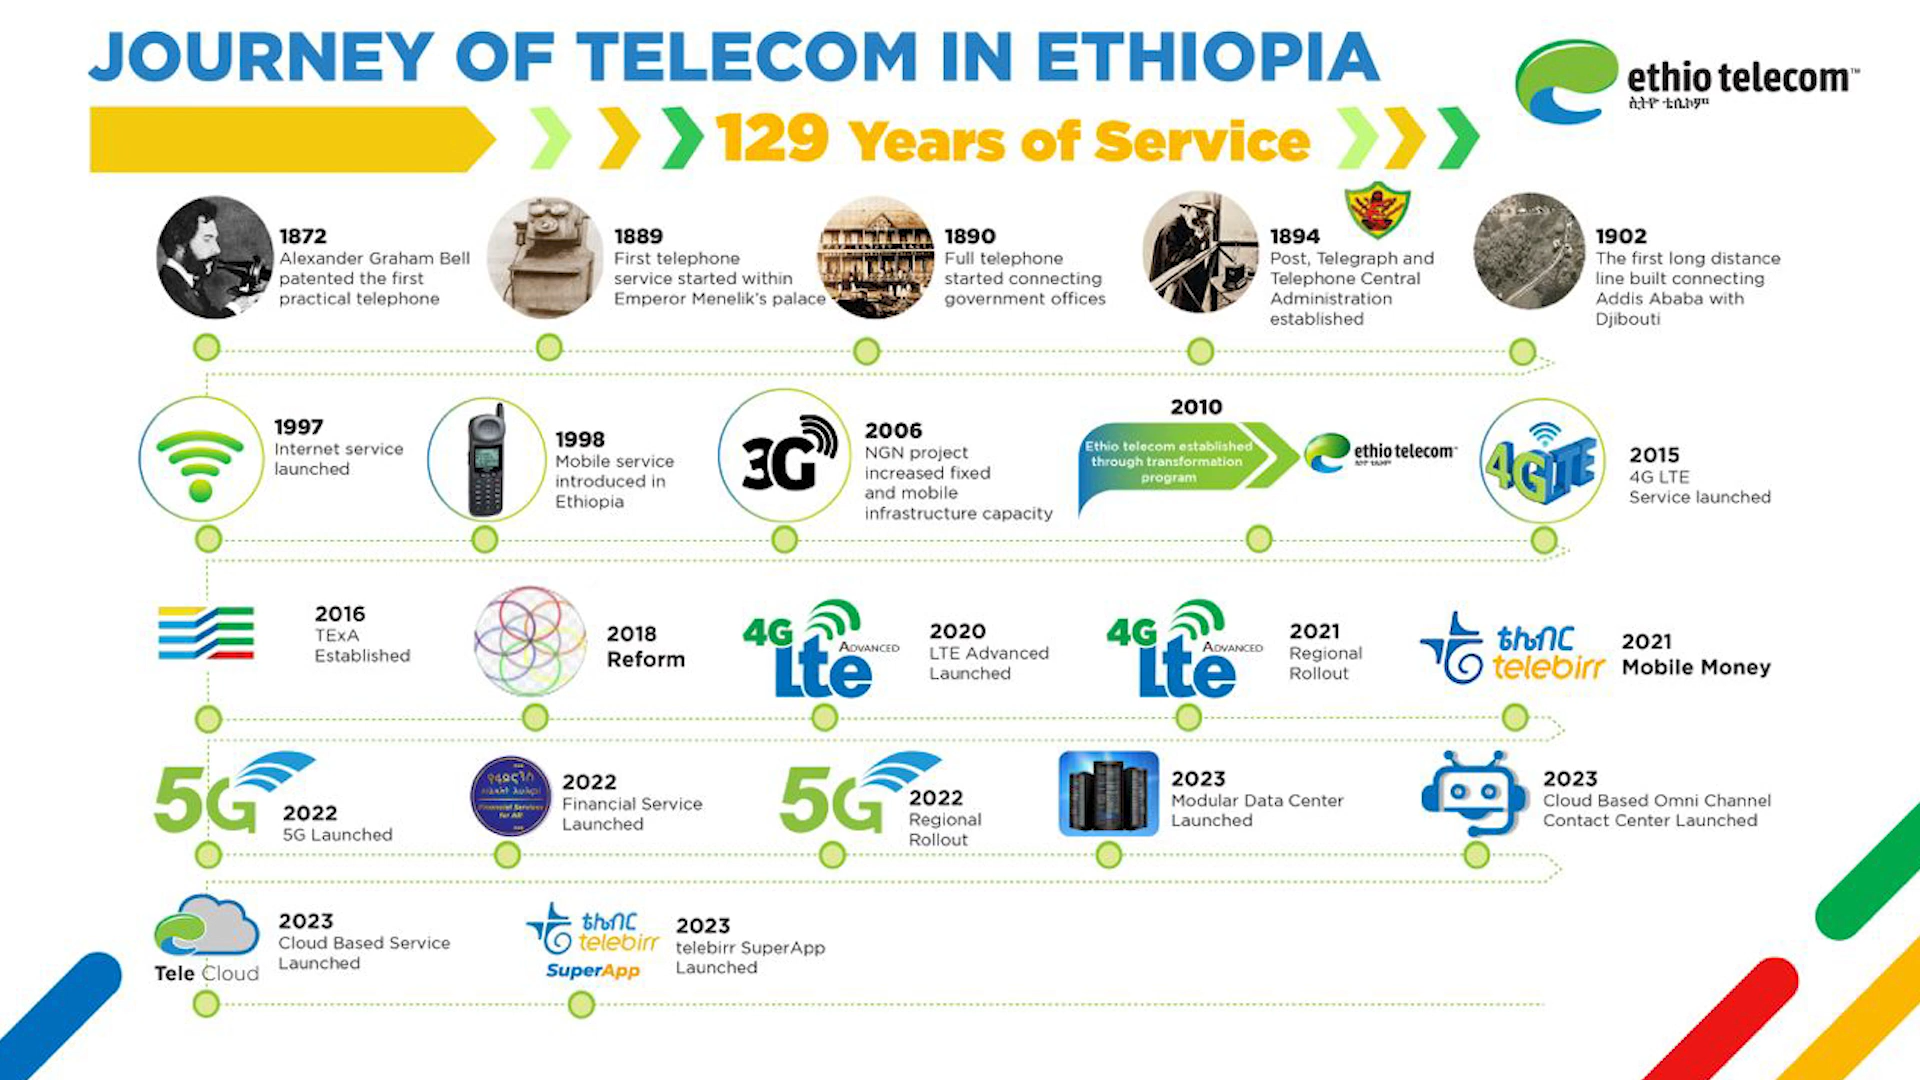 JOURNEY OF TELECOM IN ETHIOPIA
129 Years of Service
ethio telecom™
ኢትዮ ቴሌኮም
1872
Alexander Graham Bell
patented the first
practical telephone
1889
First telephone
service started within
Emperor Menelik's palace
1890
Full telephone
started connecting
government offices
1894
Post, Telegraph and
Telephone Central
Administration
established
1902
The first long distance
line built connecting
Addis Ababa with
Djibouti
1997
Internet service
launched
1998
Mobile service
introduced in
Ethiopia
3G
2006
NGN project
increased fixed
and mobile
infrastructure capacity
2010
Ethio telecom established
through transformation
program
ethio telecom
4G LTE
2015
4G LTE
Service launched
2016
TExA
Established
2018
Reform
4G Lte ADVANCED
2020
LTE Advanced
Launched
4G Lte ADVANCED
2021
Regional
Rollout
ቴሌብር
telebirr
2021
Mobile Money
5G
2022
5G Launched
Financial Services
for All!
2022
Financial Service
Launched
5G
2022
Regional
Rollout
2023
Modular Data Center
Launched
2023
Cloud Based Omni Channel
Contact Center Launched
Tele Cloud
2023
Cloud Based Service
Launched
ቴሌብር
telebirr
SuperApp
2023
telebirr SuperApp
Launched